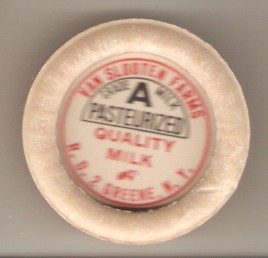 VAN SLOOTEN FARMS
GRADE A MILK
PASTEURIZED
QUALITY
MILK
R.D. 2 GREENE, N.Y.